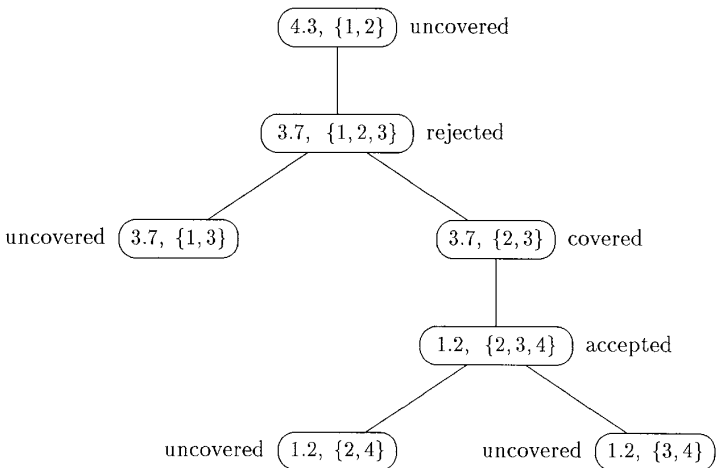 4.3, {1,2} uncovered
3.7, {1,2,3} rejected
uncovered 3.7, {1,3} 3.7, {2,3} covered
1.2, {2,3,4} accepted
uncovered 1.2, {2,4} uncovered 1.2, {3,4}